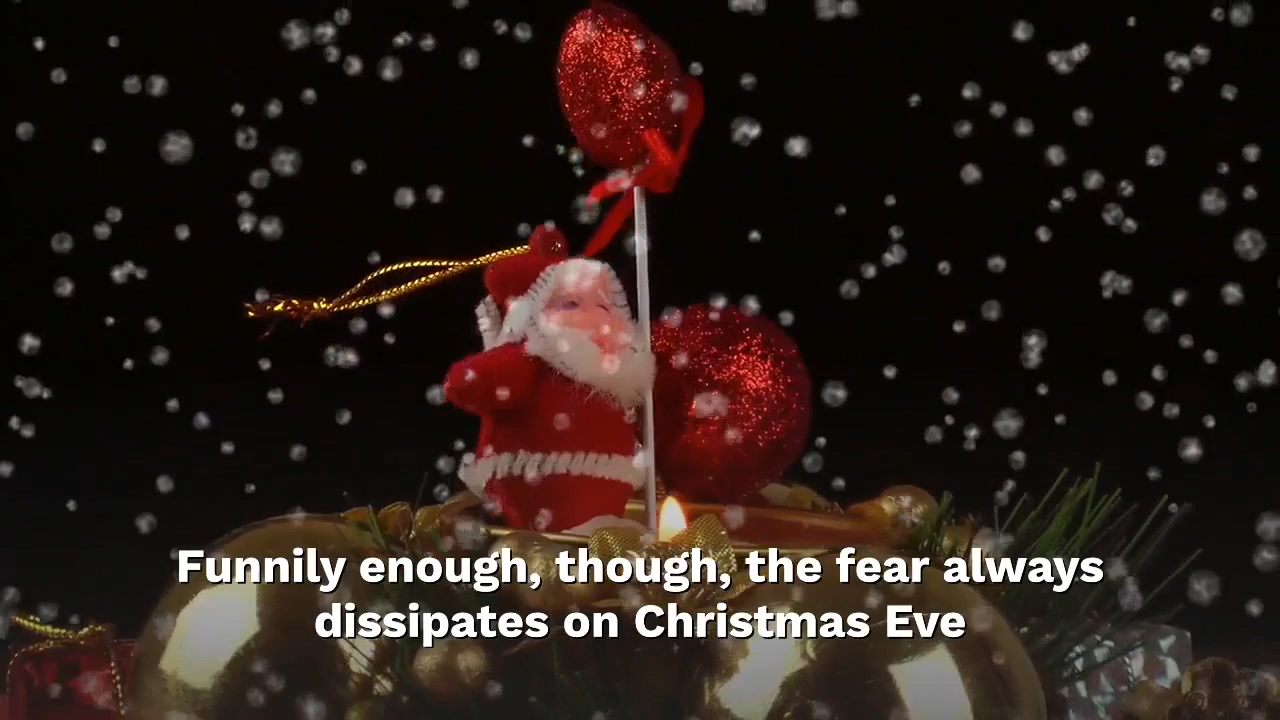 Funnily enough, though, the fear always
dissipates on Christmas Eve